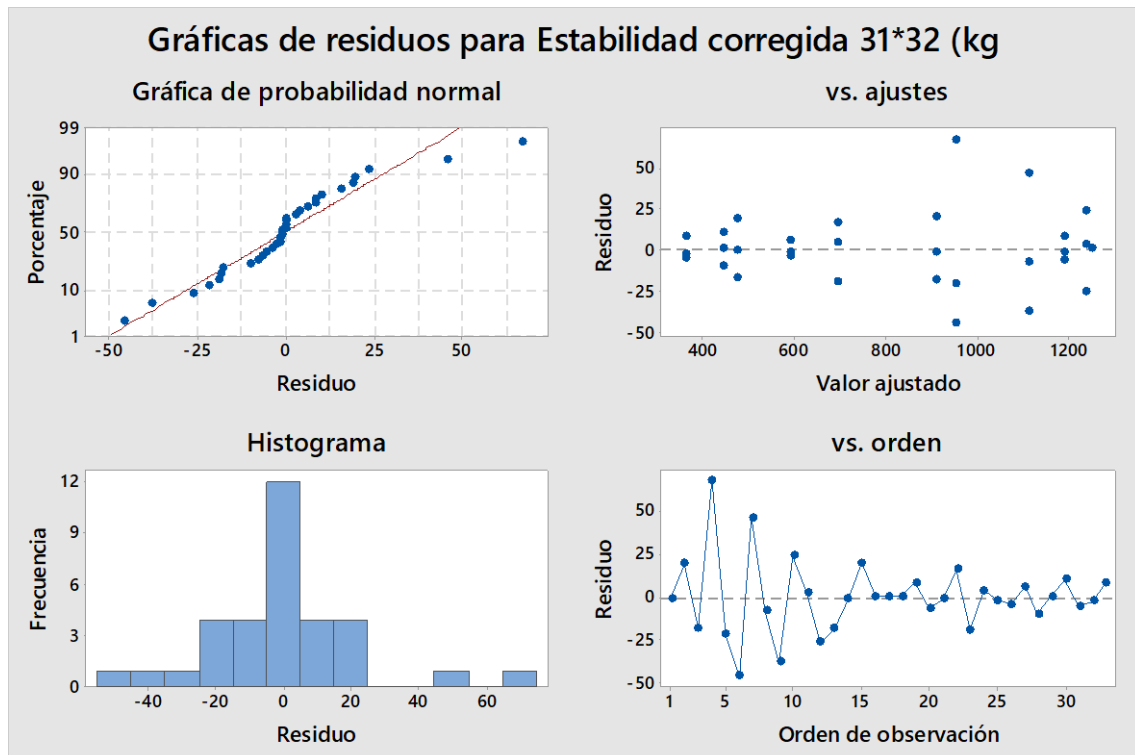 Gráficas de residuos para Estabilidad corregida 31*32 (kg
Gráfica de probabilidad normal
99
90
50
10
1
Porcentaje
-50 -25 0 25 50
Residuo
vs. ajustes
50
25
0
-25
-50
Residuo
400 600 800 1000 1200
Valor ajustado
Histograma
12
9
6
3
0
Frecuencia
-40 -20 0 20 40 60
Residuo
vs. orden
50
25
0
-25
-50
Residuo
1 5 10 15 20 25 30
Orden de observación